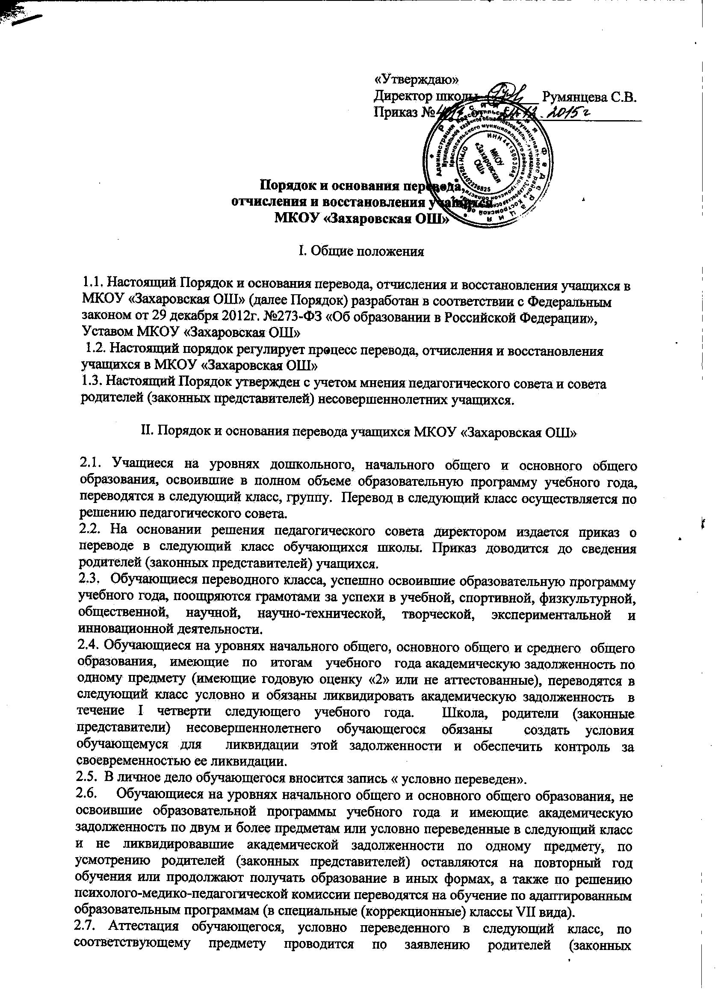 «Утверждаю»
Директор школы Румянцева С.В.
Приказ № 2015 г
Порядок и основания перевода,
отчисления и восстановления учащихся
МКОУ «Захаровская ОШ»
МКОУ
«Захаровская
ОШ»
I. Общие положения
1.1. Настоящий Порядок и основания перевода, отчисления и восстановления учащихся в
МКОУ «Захаровская ОШ» (далее Порядок) разработан в соответствии с Федеральным
законом от 29 декабря 2012г. №273-ФЗ «Об образовании в Российской Федерации»,
Уставом МКОУ «Захаровская ОШ»
1.2. Настоящий порядок регулирует процесс перевода, отчисления и восстановления
учащихся в МКОУ «Захаровская ОШ»
1.3. Настоящий Порядок утвержден с учетом мнения педагогического совета и совета
родителей (законных представителей) несовершеннолетних учащихся.
II. Порядок и основания перевода учащихся МКОУ «Захаровская ОШ»
2.1. Учащиеся на уровнях дошкольного, начального общего и основного общего
образования, освоившие в полном объеме образовательную программу учебного года,
переводятся в следующий класс, группу. Перевод в следующий класс осуществляется по
решению педагогического совета.
2.2. На основании решения педагогического совета директором издается приказ о
переводе в следующий класс обучающихся школы. Приказ доводится до сведения
родителей (законных представителей) учащихся.
2.3. Обучающиеся переводного класса, успешно освоившие образовательную программу
учебного года, поощряются грамотами за успехи в учебной, спортивной, физкультурной,
общественной, научной, научно-технической, творческой, экспериментальной и
инновационной деятельности.
2.4. Обучающиеся на уровнях начального общего, основного общего и среднего общего
образования, имеющие по итогам учебного года академическую задолженность по
одному предмету (имеющие годовую оценку «2» или не аттестованные), переводятся в
следующий класс условно и обязаны ликвидировать академическую задолженность в
течение I четверти следующего учебного года. Школа, родители (законные
представители) несовершеннолетнего обучающегося обязаны создать условия
обучающемуся для ликвидации этой задолженности и обеспечить контроль за
своевременностью ее ликвидации.
2.5. В личное дело обучающегося вносится запись « условно переведен».
2.6. Обучающиеся на уровнях начального общего и основного общего образования, не
освоившие образовательной программы учебного года и имеющие академическую
задолженность по двум и более предметам или условно переведенные в следующий класс
и не ликвидировавшие академической задолженности по одному предмету, по
усмотрению родителей (законных представителей) оставляются на повторный год
обучения или продолжают получать образование в иных формах, а также по решению
психолого-медико-педагогической комиссии переводятся на обучение по адаптированным
образовательным программам (в специальные (коррекционные) классы VII вида).
2.7. Аттестация обучающегося, условно переведенного в следующий класс, по
соответствующему предмету проводится по заявлению родителей (законных